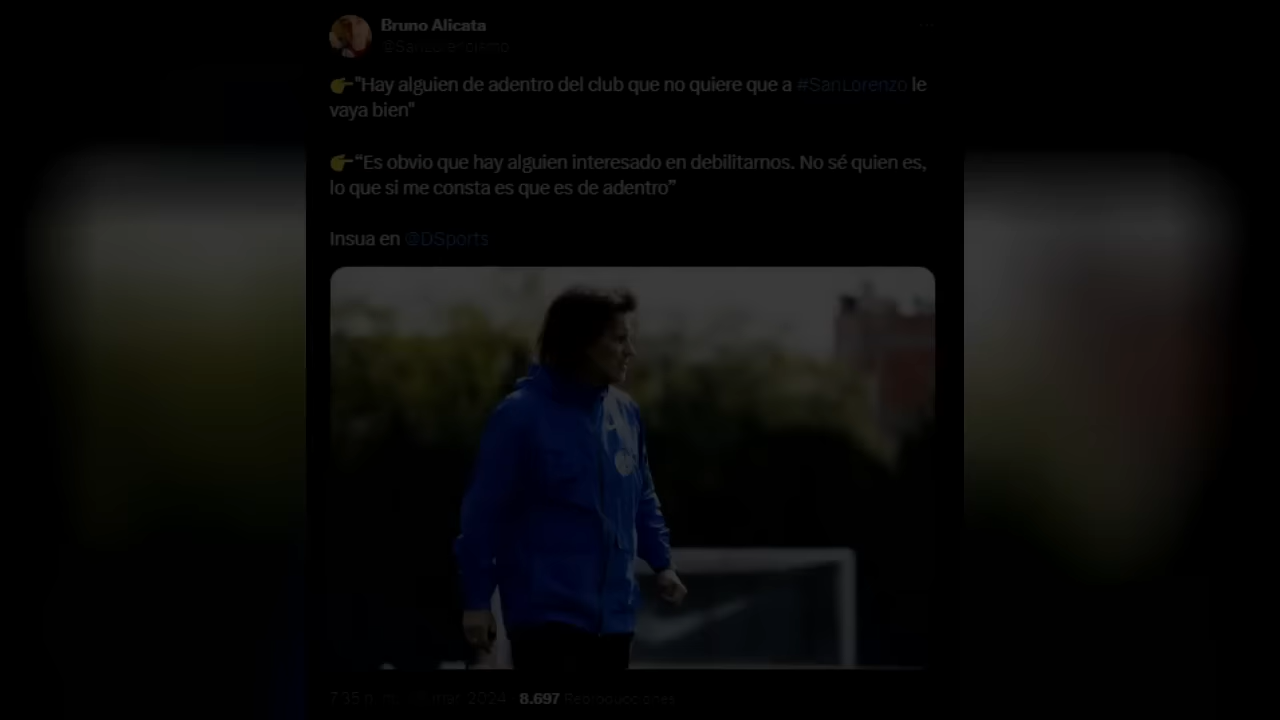 Bruno Alicata
"Hay alguien de adentro del club que no quiere que a #SanLorenzo le
vaya bien"
“Es obvio que hay alguien interesado en debilitarnos. No sé quien es,
lo que si me consta es que es de adentro”
Insua en @DSports
2024 · 8.697 Reproducciones